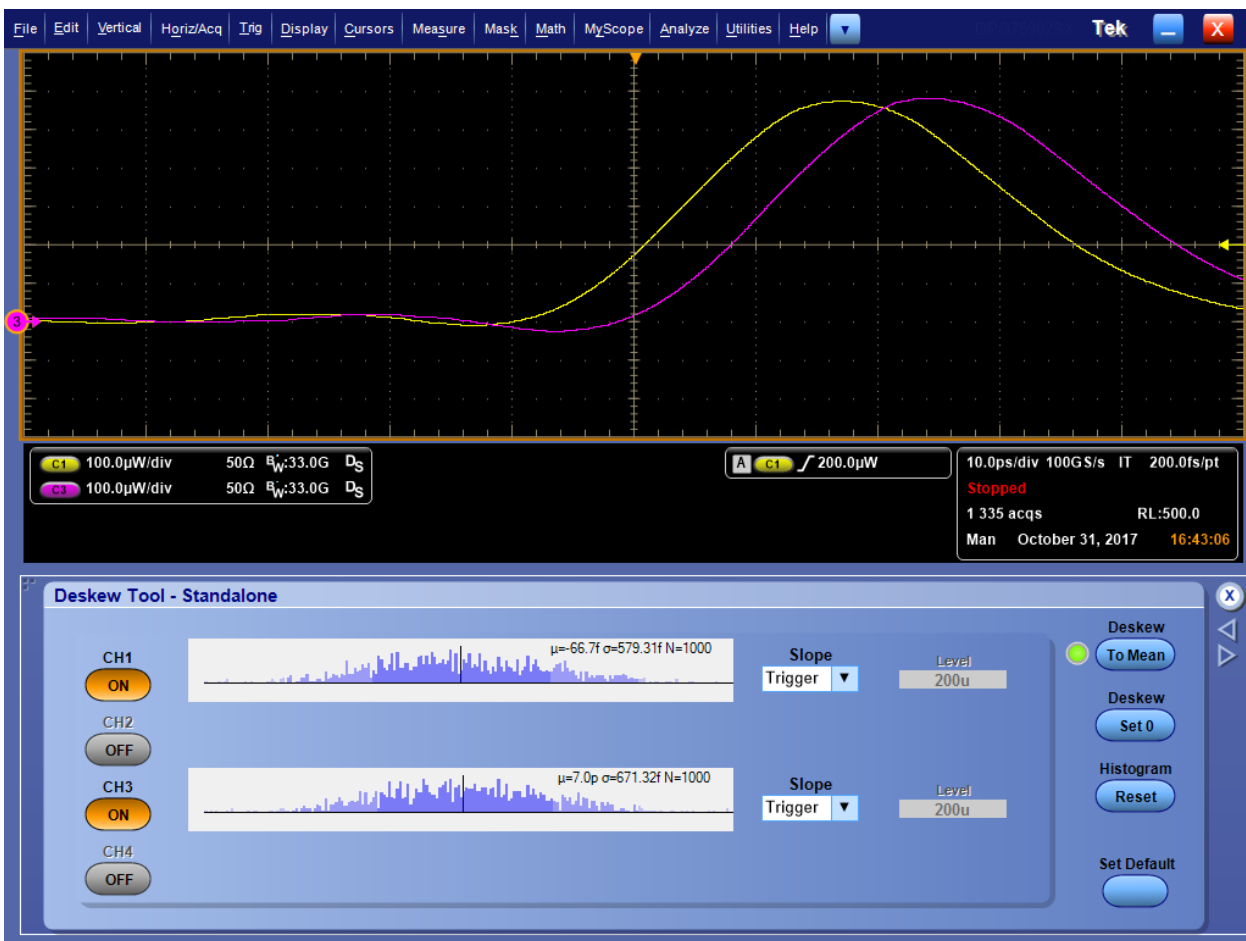 File Edit Vertical Horiz/Acq Trig Display Cursors Measure Mask Math MyScope Analyze Utilities Help Tek X
3
C1 100.0µW/div 50Ω BW:33.0G DS
C3 100.0µW/div 50Ω BW:33.0G DS
A C1 200.0µW
10.0ps/div 100GS/s IT 200.0fs/pt
Stopped
1 335 acqs RL:500.0
Man October 31, 2017 16:43:06
Deskew Tool - Standalone
X
CH1
ON
µ=-66.7f σ=579.31f N=1000
Slope
Trigger
Level
200u
CH2
OFF
CH3
ON
µ=7.0p σ=671.32f N=1000
Slope
Trigger
Level
200u
CH4
OFF
Deskew
To Mean
Deskew
Set 0
Histogram
Reset
Set Default